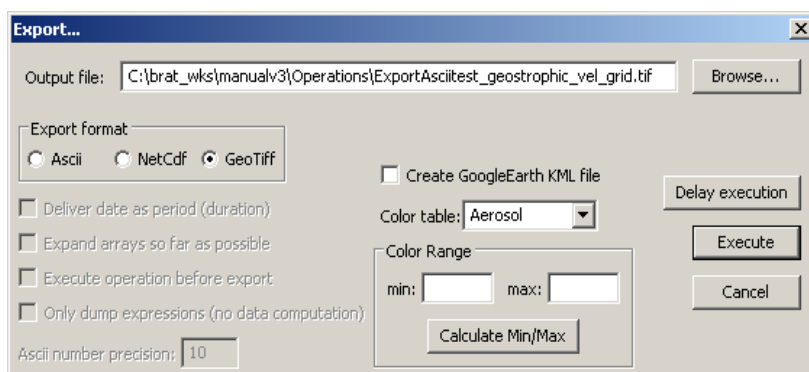 Export...
Output file: C:\brat_wks\manualv3\Operations\ExportAsciitest_geostrophic_vel_grid.tif Browse...
Export format
Ascii NetCdf GeoTiff
Create GoogleEarth KML file
Delay execution
Deliver date as period (duration)
Color table: Aerosol
Expand arrays so far as possible
Execute
Color Range
Execute operation before export
min: max:
Cancel
Only dump expressions (no data computation)
Calculate Min/Max
Ascii number precision: 10